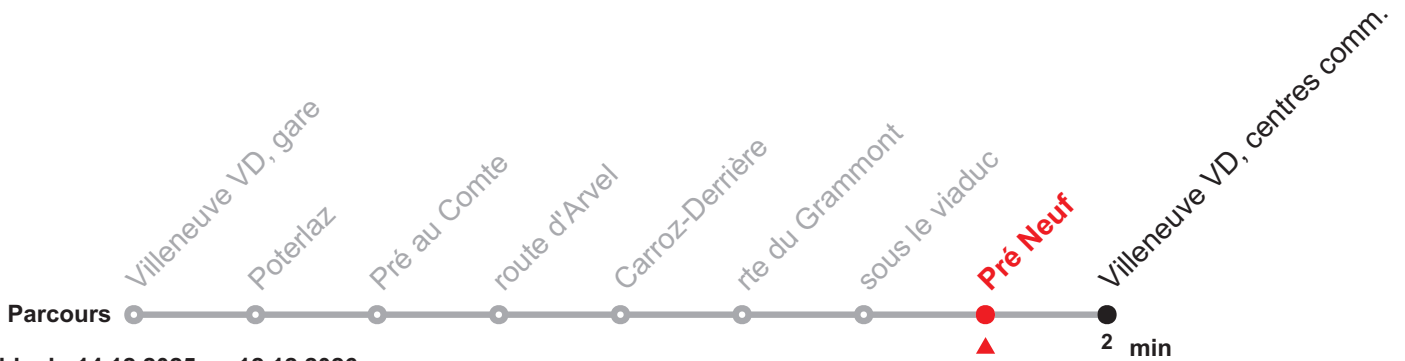 Villeneuve VD, gare
Poterlaz
Pré au Comte
route d'Arvel
Carroz-Derrière
rte du Grammont
sous le viaduc
Pré Neuf
Villeneuve VD, centres comm.
Parcours
2 min